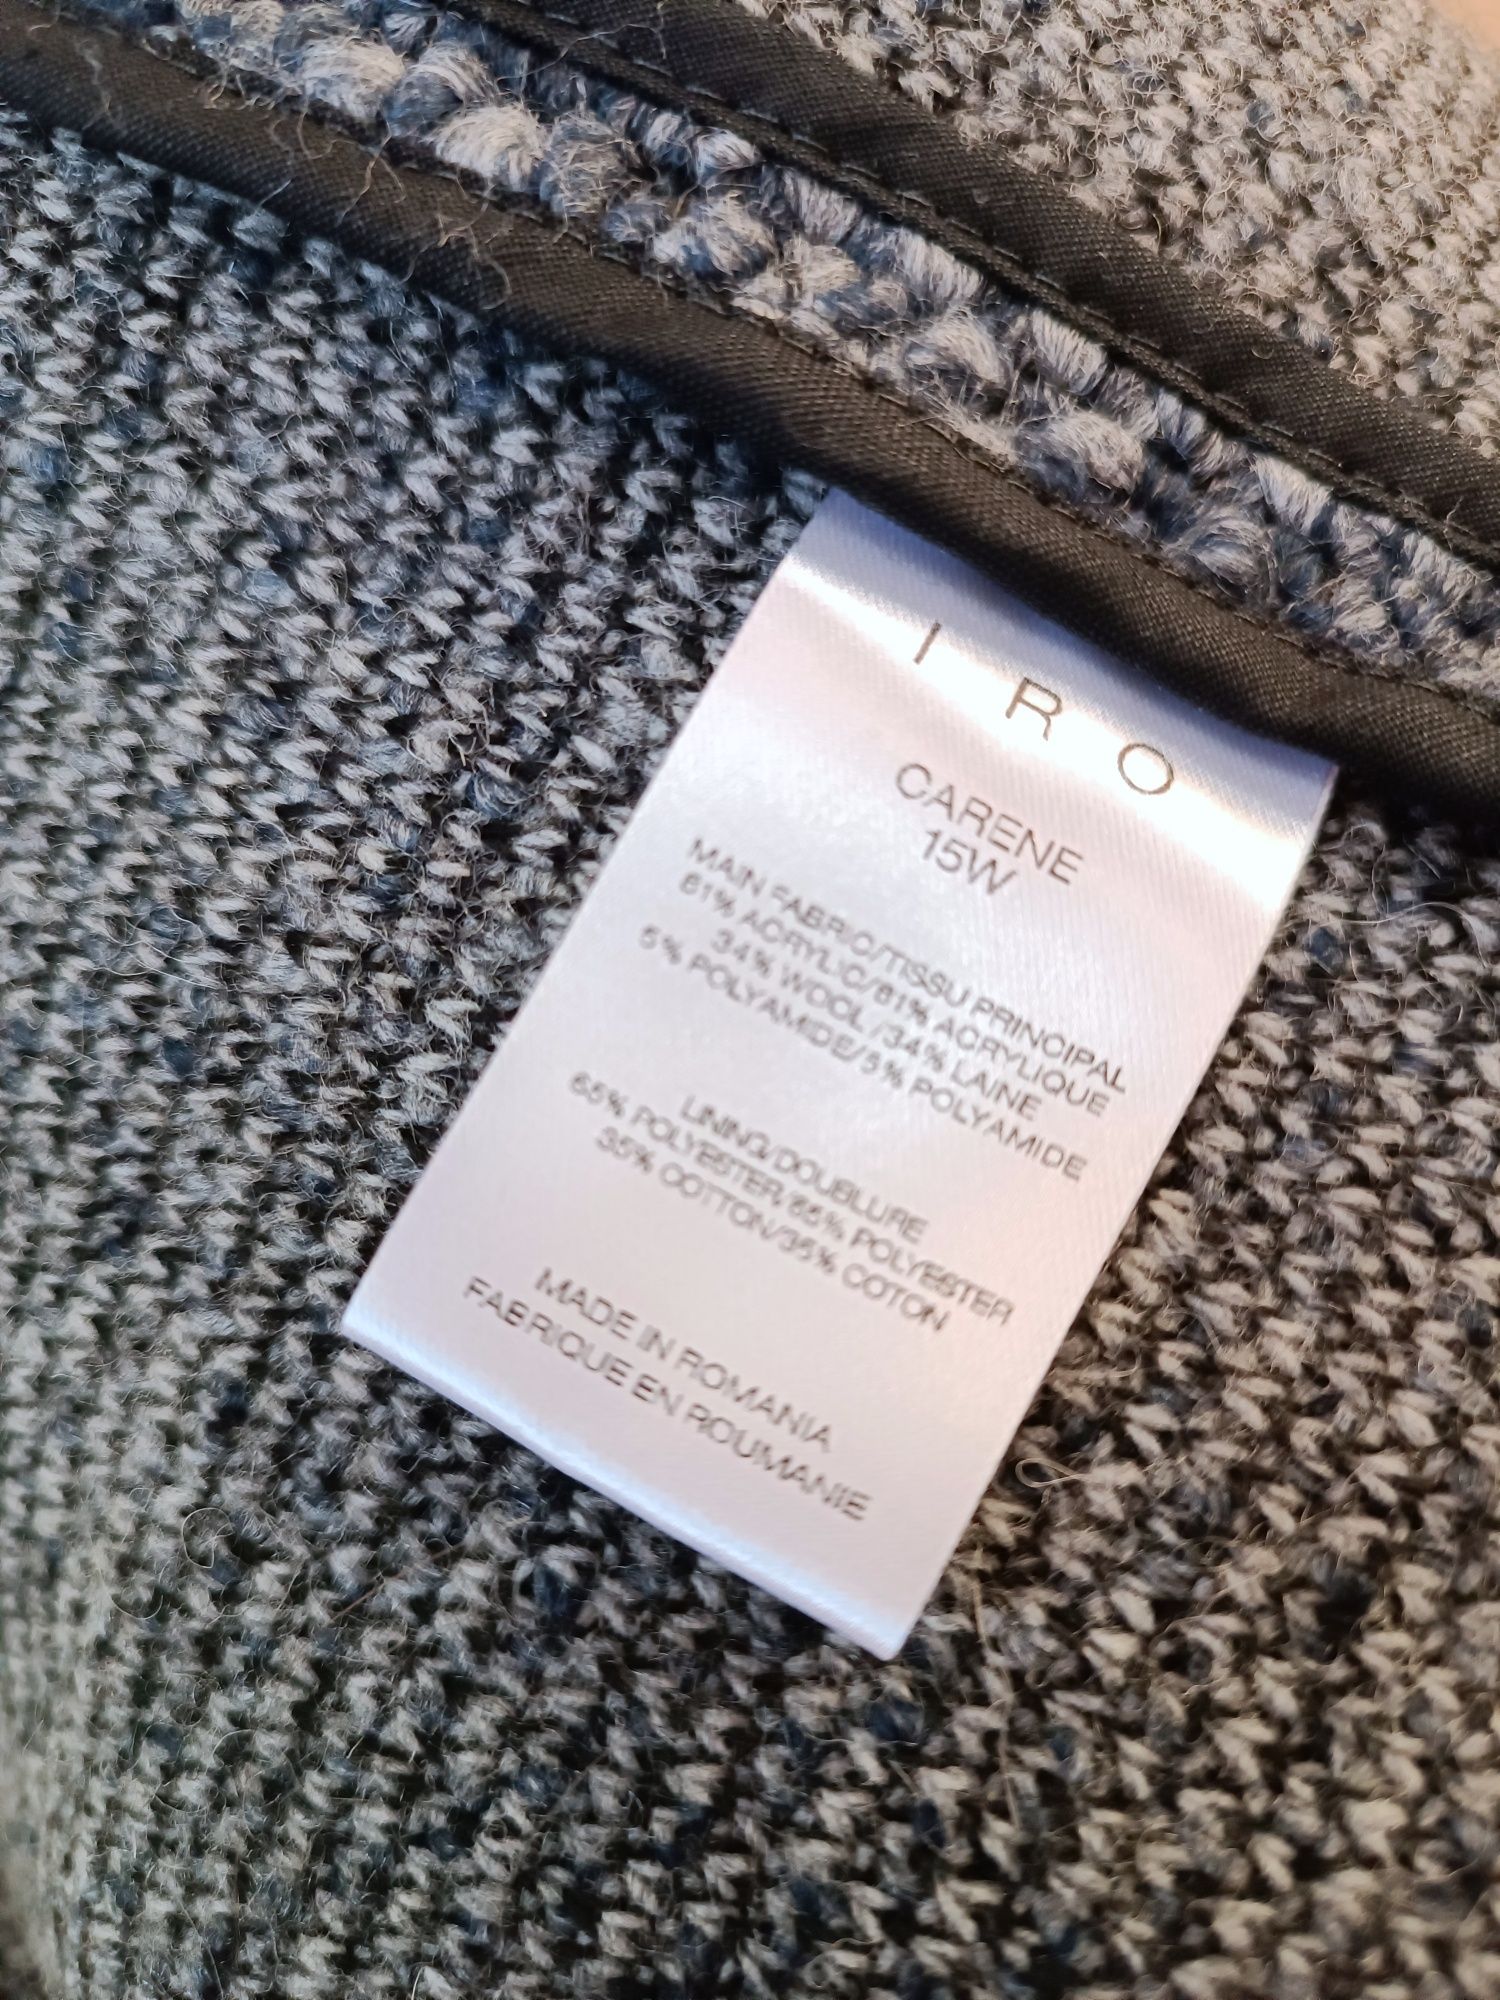 IRO
CARENE
15W
MAIN FABRIC/TISSU PRINCIPAL
61% ACRYLIC/61% ACRYLIQUE
34% WOOL/34% LAINE
5% POLYAMIDE/5% POLYAMIDE
LINING/DOUBLURE
65% POLYESTER/65% POLYESTER
35% COTTON/35% COTON
MADE IN ROMANIA
FABRIQUE EN ROUMANIE